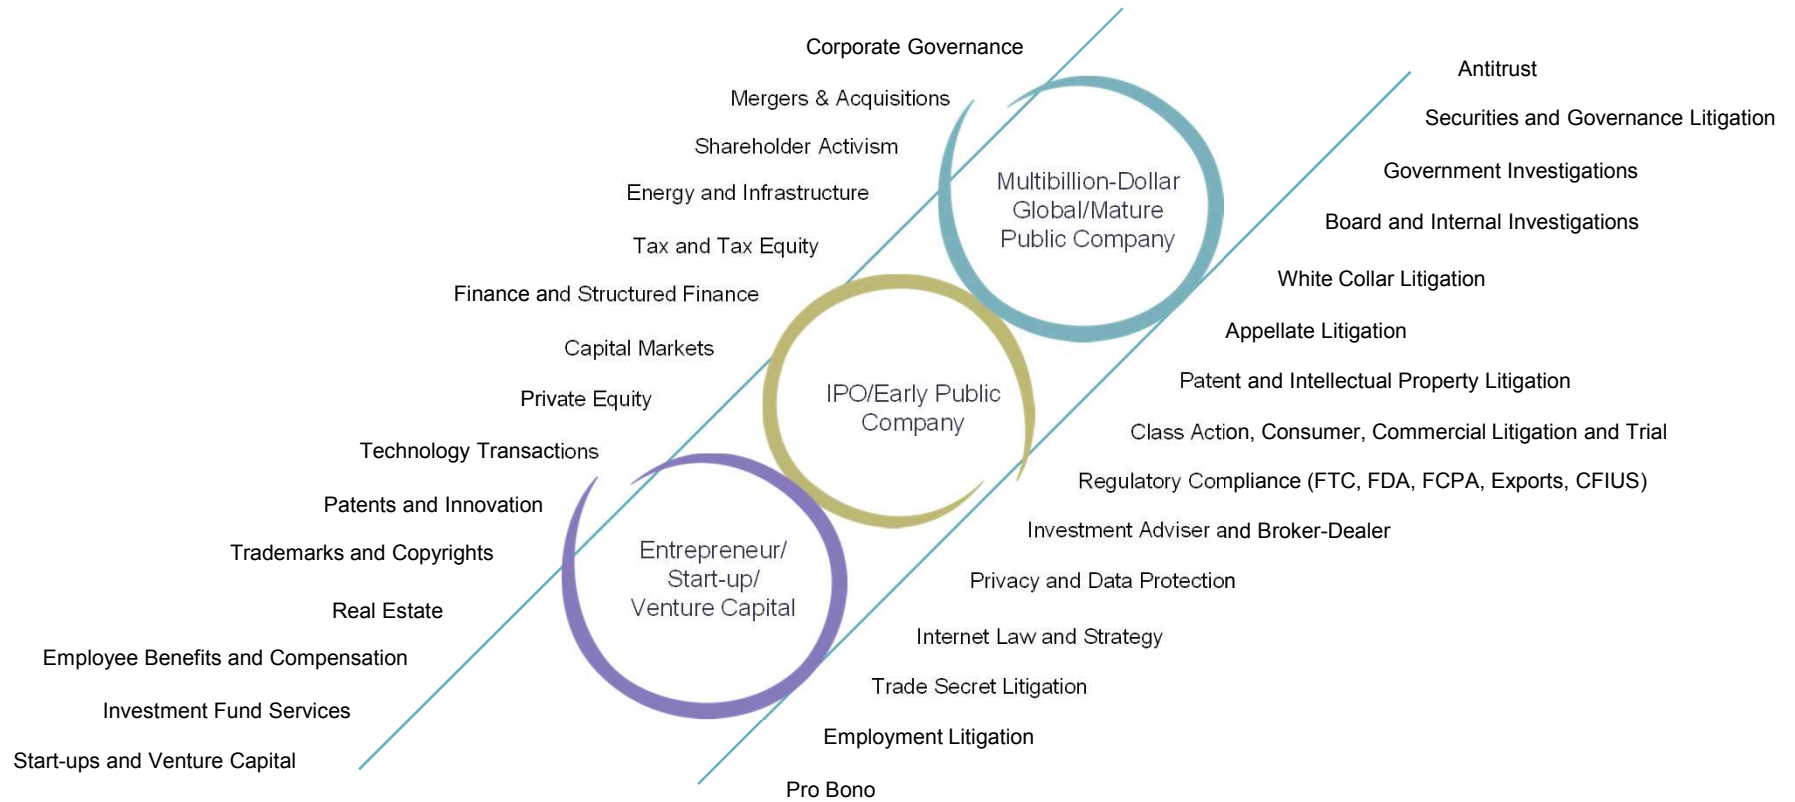 Corporate Governance
Mergers & Acquisitions
Shareholder Activism
Energy and Infrastructure
Tax and Tax Equity
Finance and Structured Finance
Capital Markets
Private Equity
Technology Transactions
Patents and Innovation
Trademarks and Copyrights
Real Estate
Employee Benefits and Compensation
Investment Fund Services
Start-ups and Venture Capital
Multibillion-Dollar
Global/Mature
Public Company
IPO/Early Public
Company
Entrepreneur/
Start-up/
Venture Capital
Antitrust
Securities and Governance Litigation
Government Investigations
Board and Internal Investigations
White Collar Litigation
Appellate Litigation
Patent and Intellectual Property Litigation
Class Action, Consumer, Commercial Litigation and Trial
Regulatory Compliance (FTC, FDA, FCPA, Exports, CFIUS)
Investment Adviser and Broker-Dealer
Privacy and Data Protection
Internet Law and Strategy
Trade Secret Litigation
Employment Litigation
Pro Bono